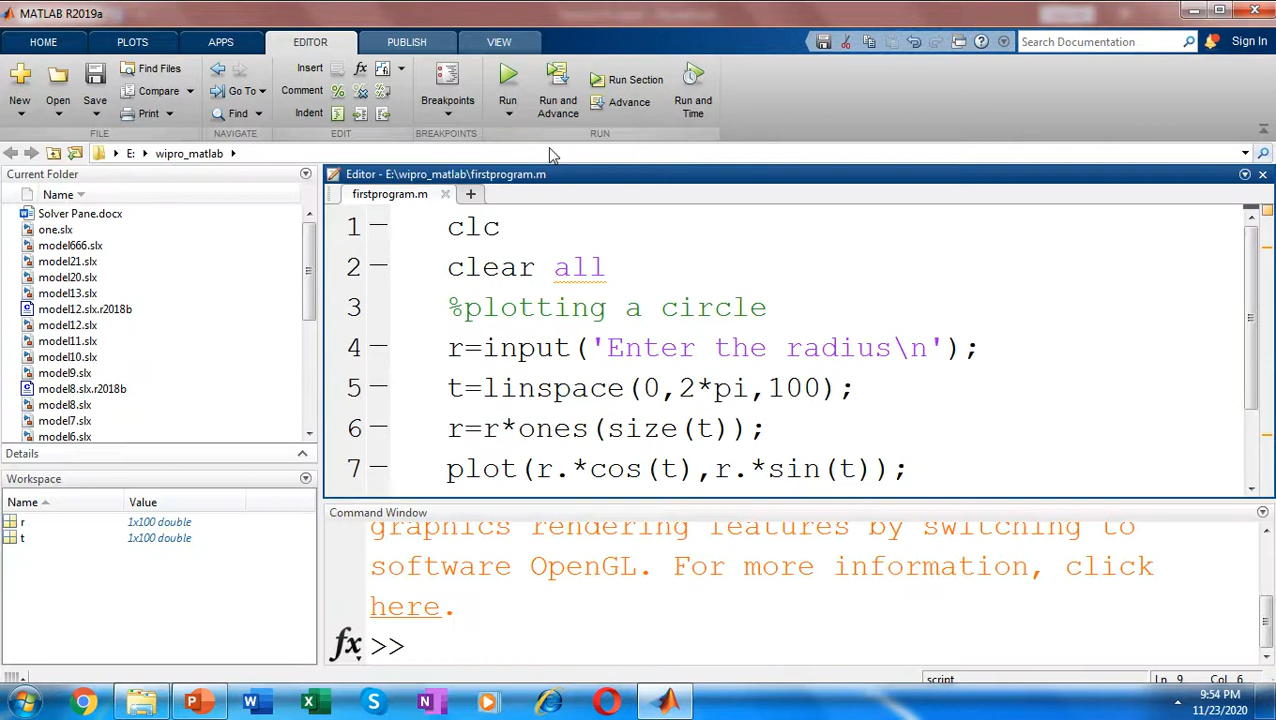 MATLAB R2019a
HOME PLOTS APPS EDITOR PUBLISH VIEW Search Documentation Sign In
New Open Save Find Files Compare Print Go To Find Insert Comment Indent Breakpoints Run Run and Advance Run Section Advance Run and Time
FILE NAVIGATE EDIT BREAKPOINTS RUN
E: wipro_matlab
Current Folder
Name
Solver Pane.docx
one.slx
model666.slx
model21.slx
model20.slx
model13.slx
model12.slx.r2018b
model12.slx
model11.slx
model10.slx
model9.slx
model8.slx.r2018b
model8.slx
model7.slx
model6.slx
Details
Workspace
Name Value
r 1x100 double
t 1x100 double
Editor - E:\wipro_matlab\firstprogram.m
firstprogram.m
1 clc
2 clear all
3 %plotting a circle
4 r=input('Enter the radius\n');
5 t=linspace(0,2*pi,100);
6 r=r*ones(size(t));
7 plot(r.*cos(t),r.*sin(t));
Command Window
graphics rendering features by switching to
software OpenGL. For more information, click
here.
fx >>
script Ln 9 Col 6
9:54 PM
11/23/2020